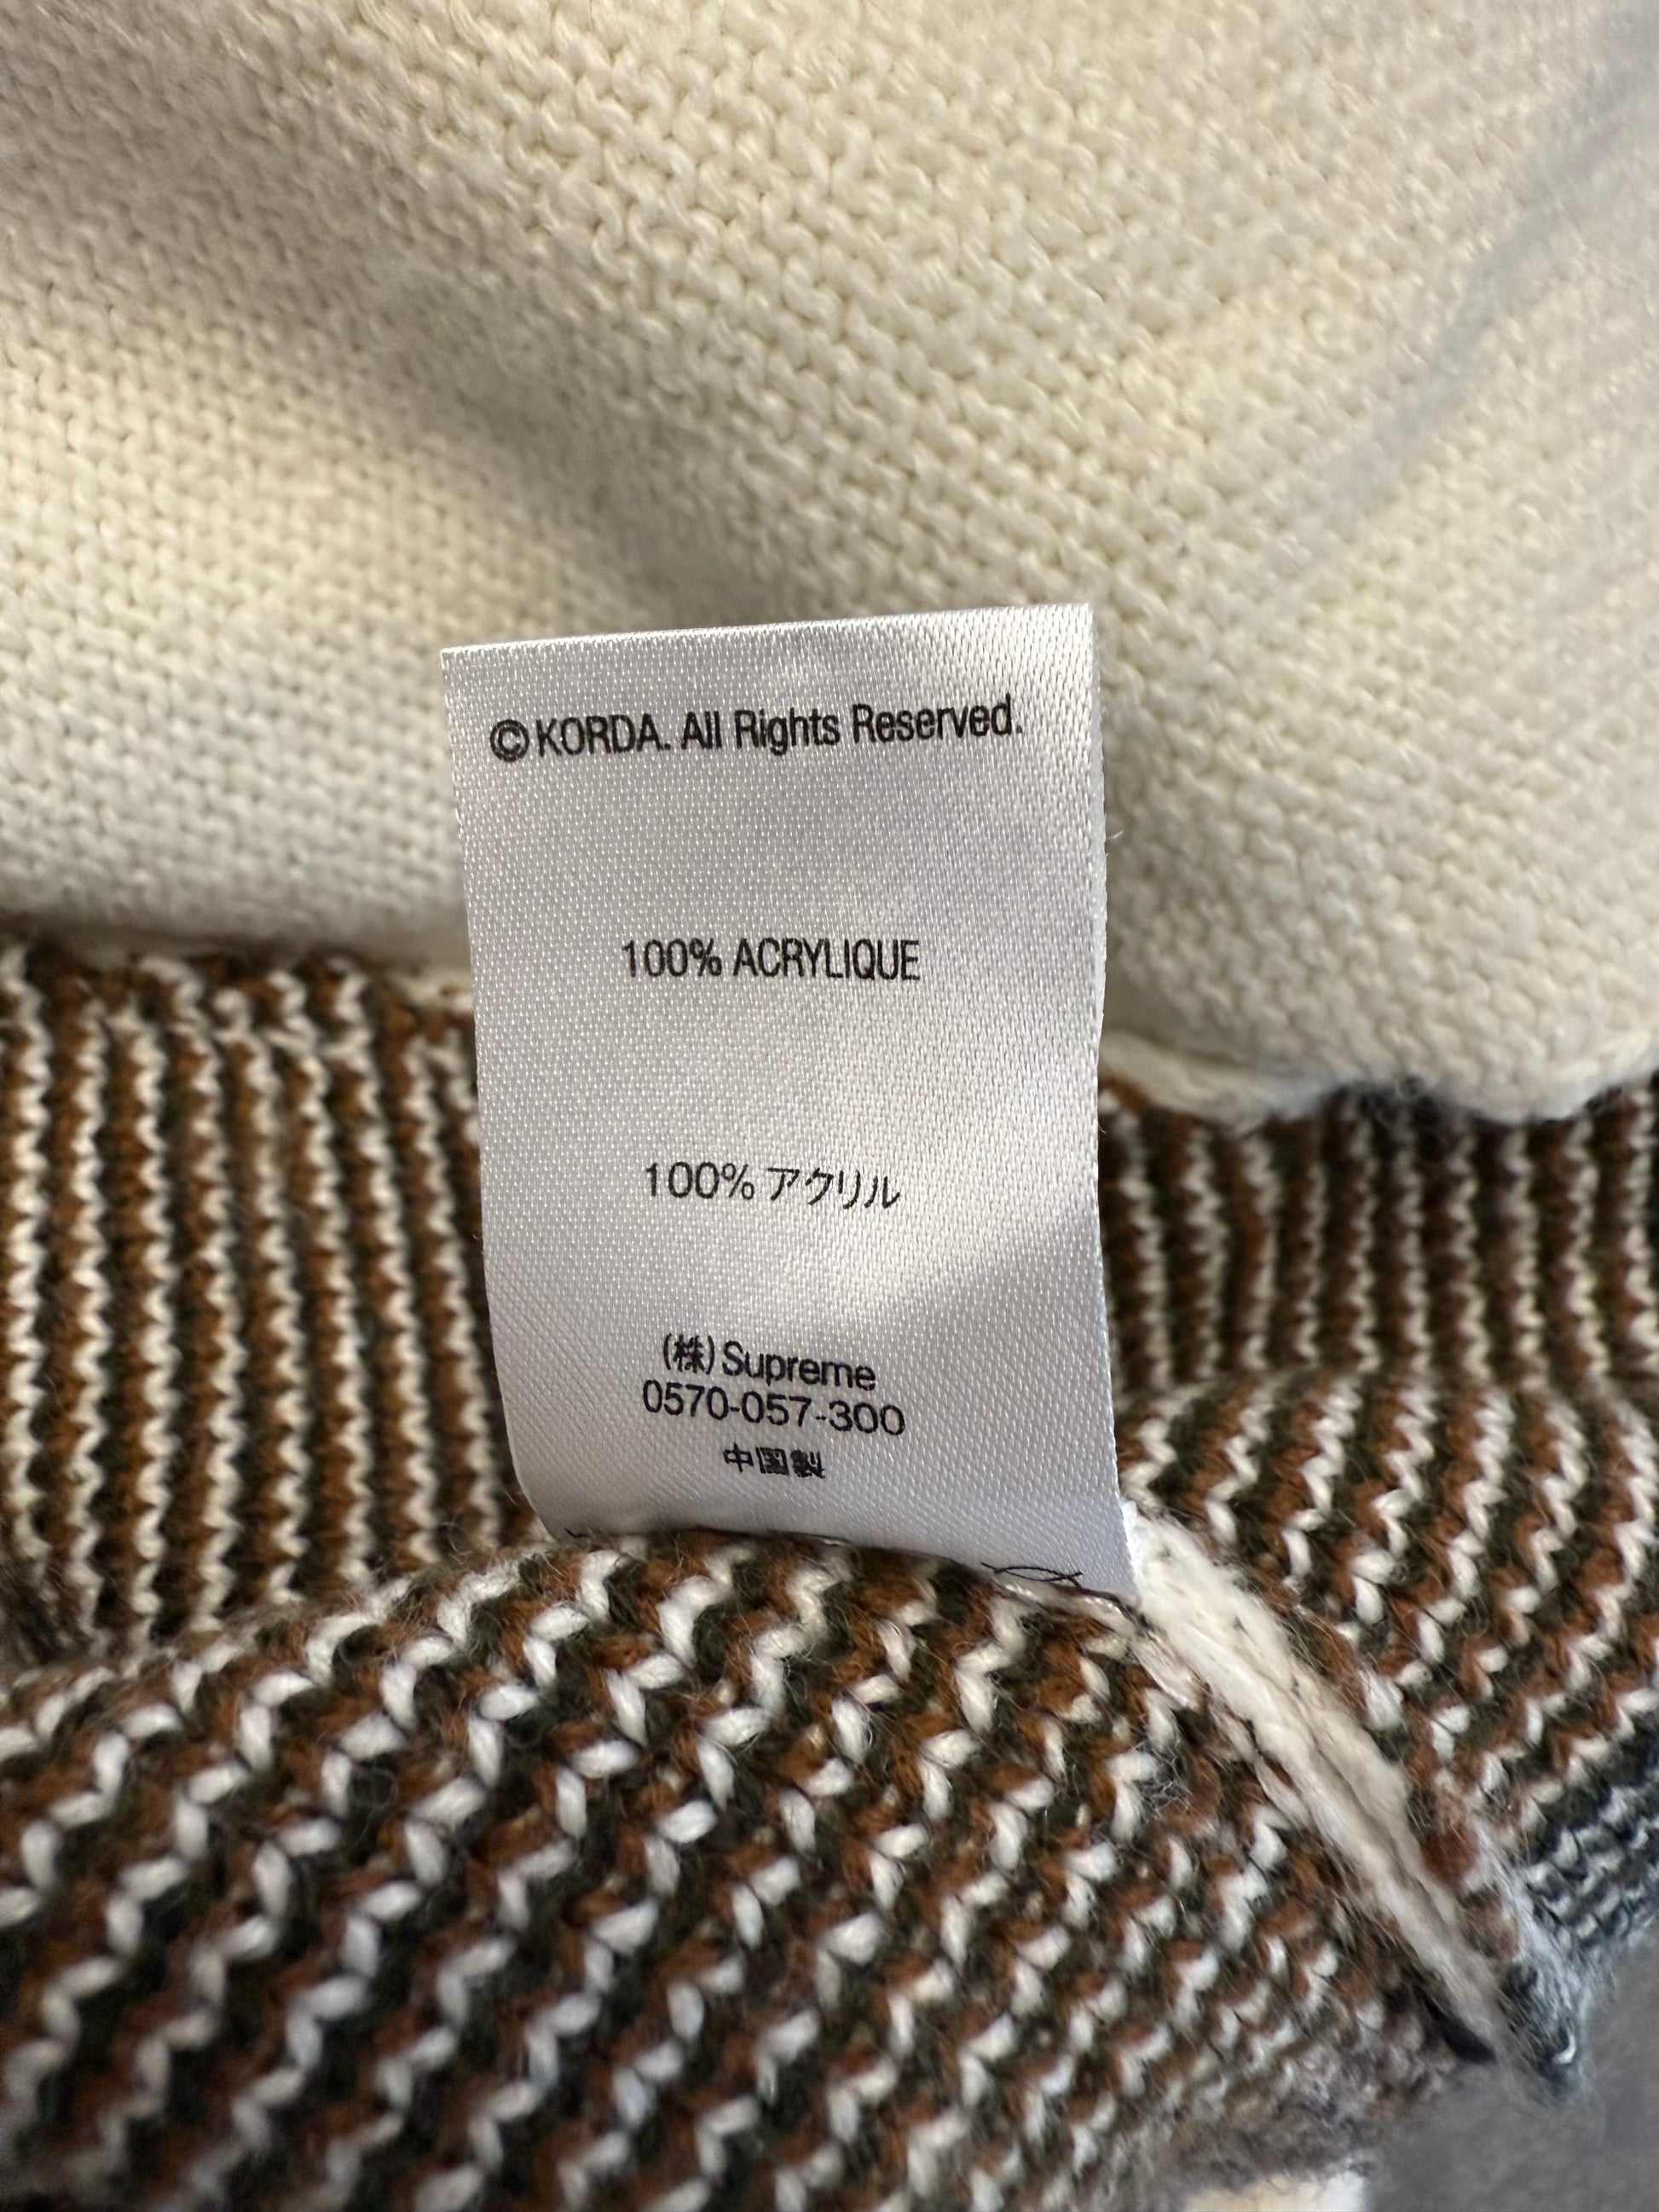 ©KORDA. All Rights Reserved.
100% ACRYLIQUE
100% アクリル
(株)Supreme
0570-057-300
中国製